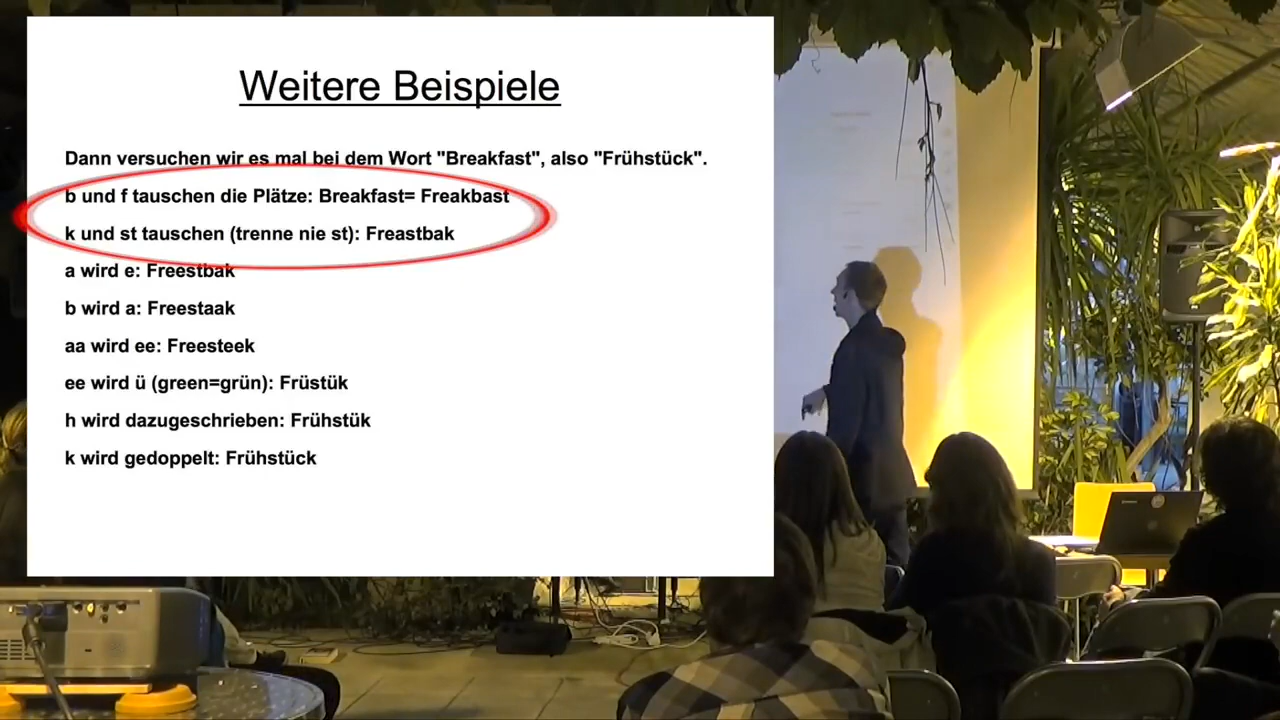 Weitere Beispiele
Dann versuchen wir es mal bei dem Wort "Breakfast", also "Frühstück".
b und f tauschen die Plätze: Breakfast= Freakbast
k und st tauschen (trenne nie st): Freastbak
a wird e: Freestbak
b wird a: Freestaak
aa wird ee: Freesteek
ee wird ü (green=grün): Früstük
h wird dazugeschrieben: Frühstük
k wird gedoppelt: Frühstück